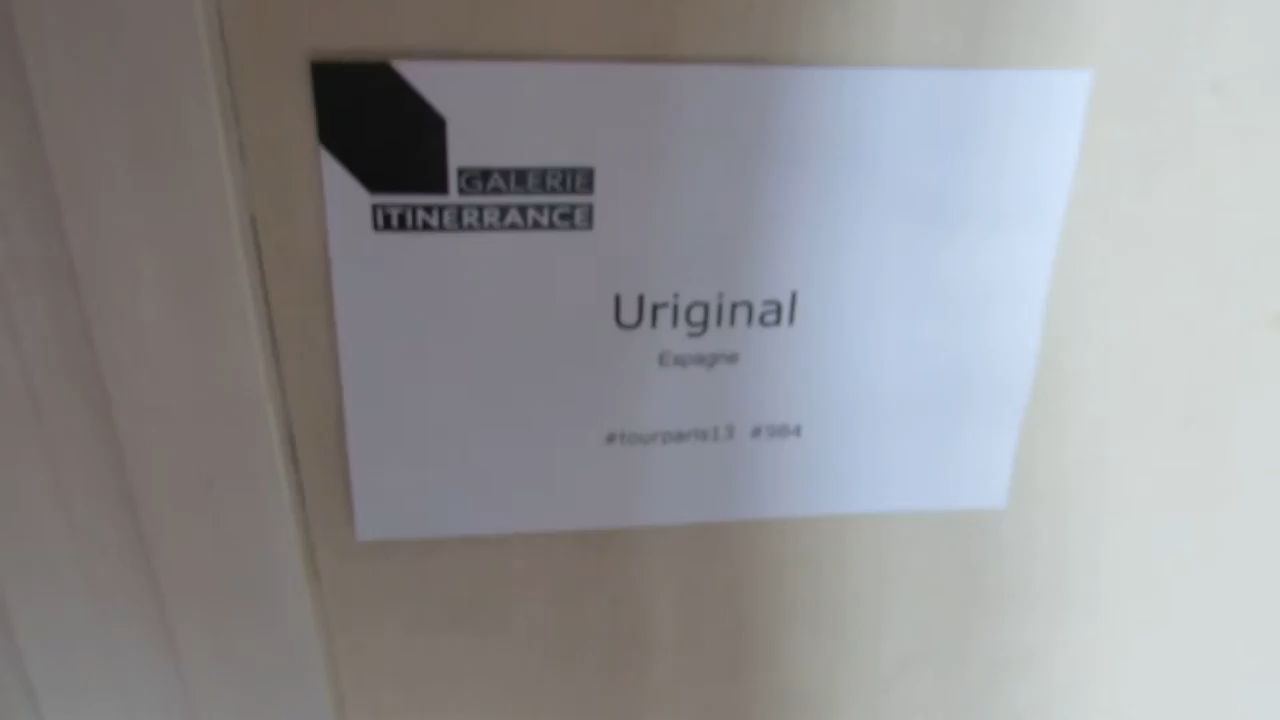 GALERIE
ITINERRANCE
Uriginal
Espagne
#tourparis13 #984